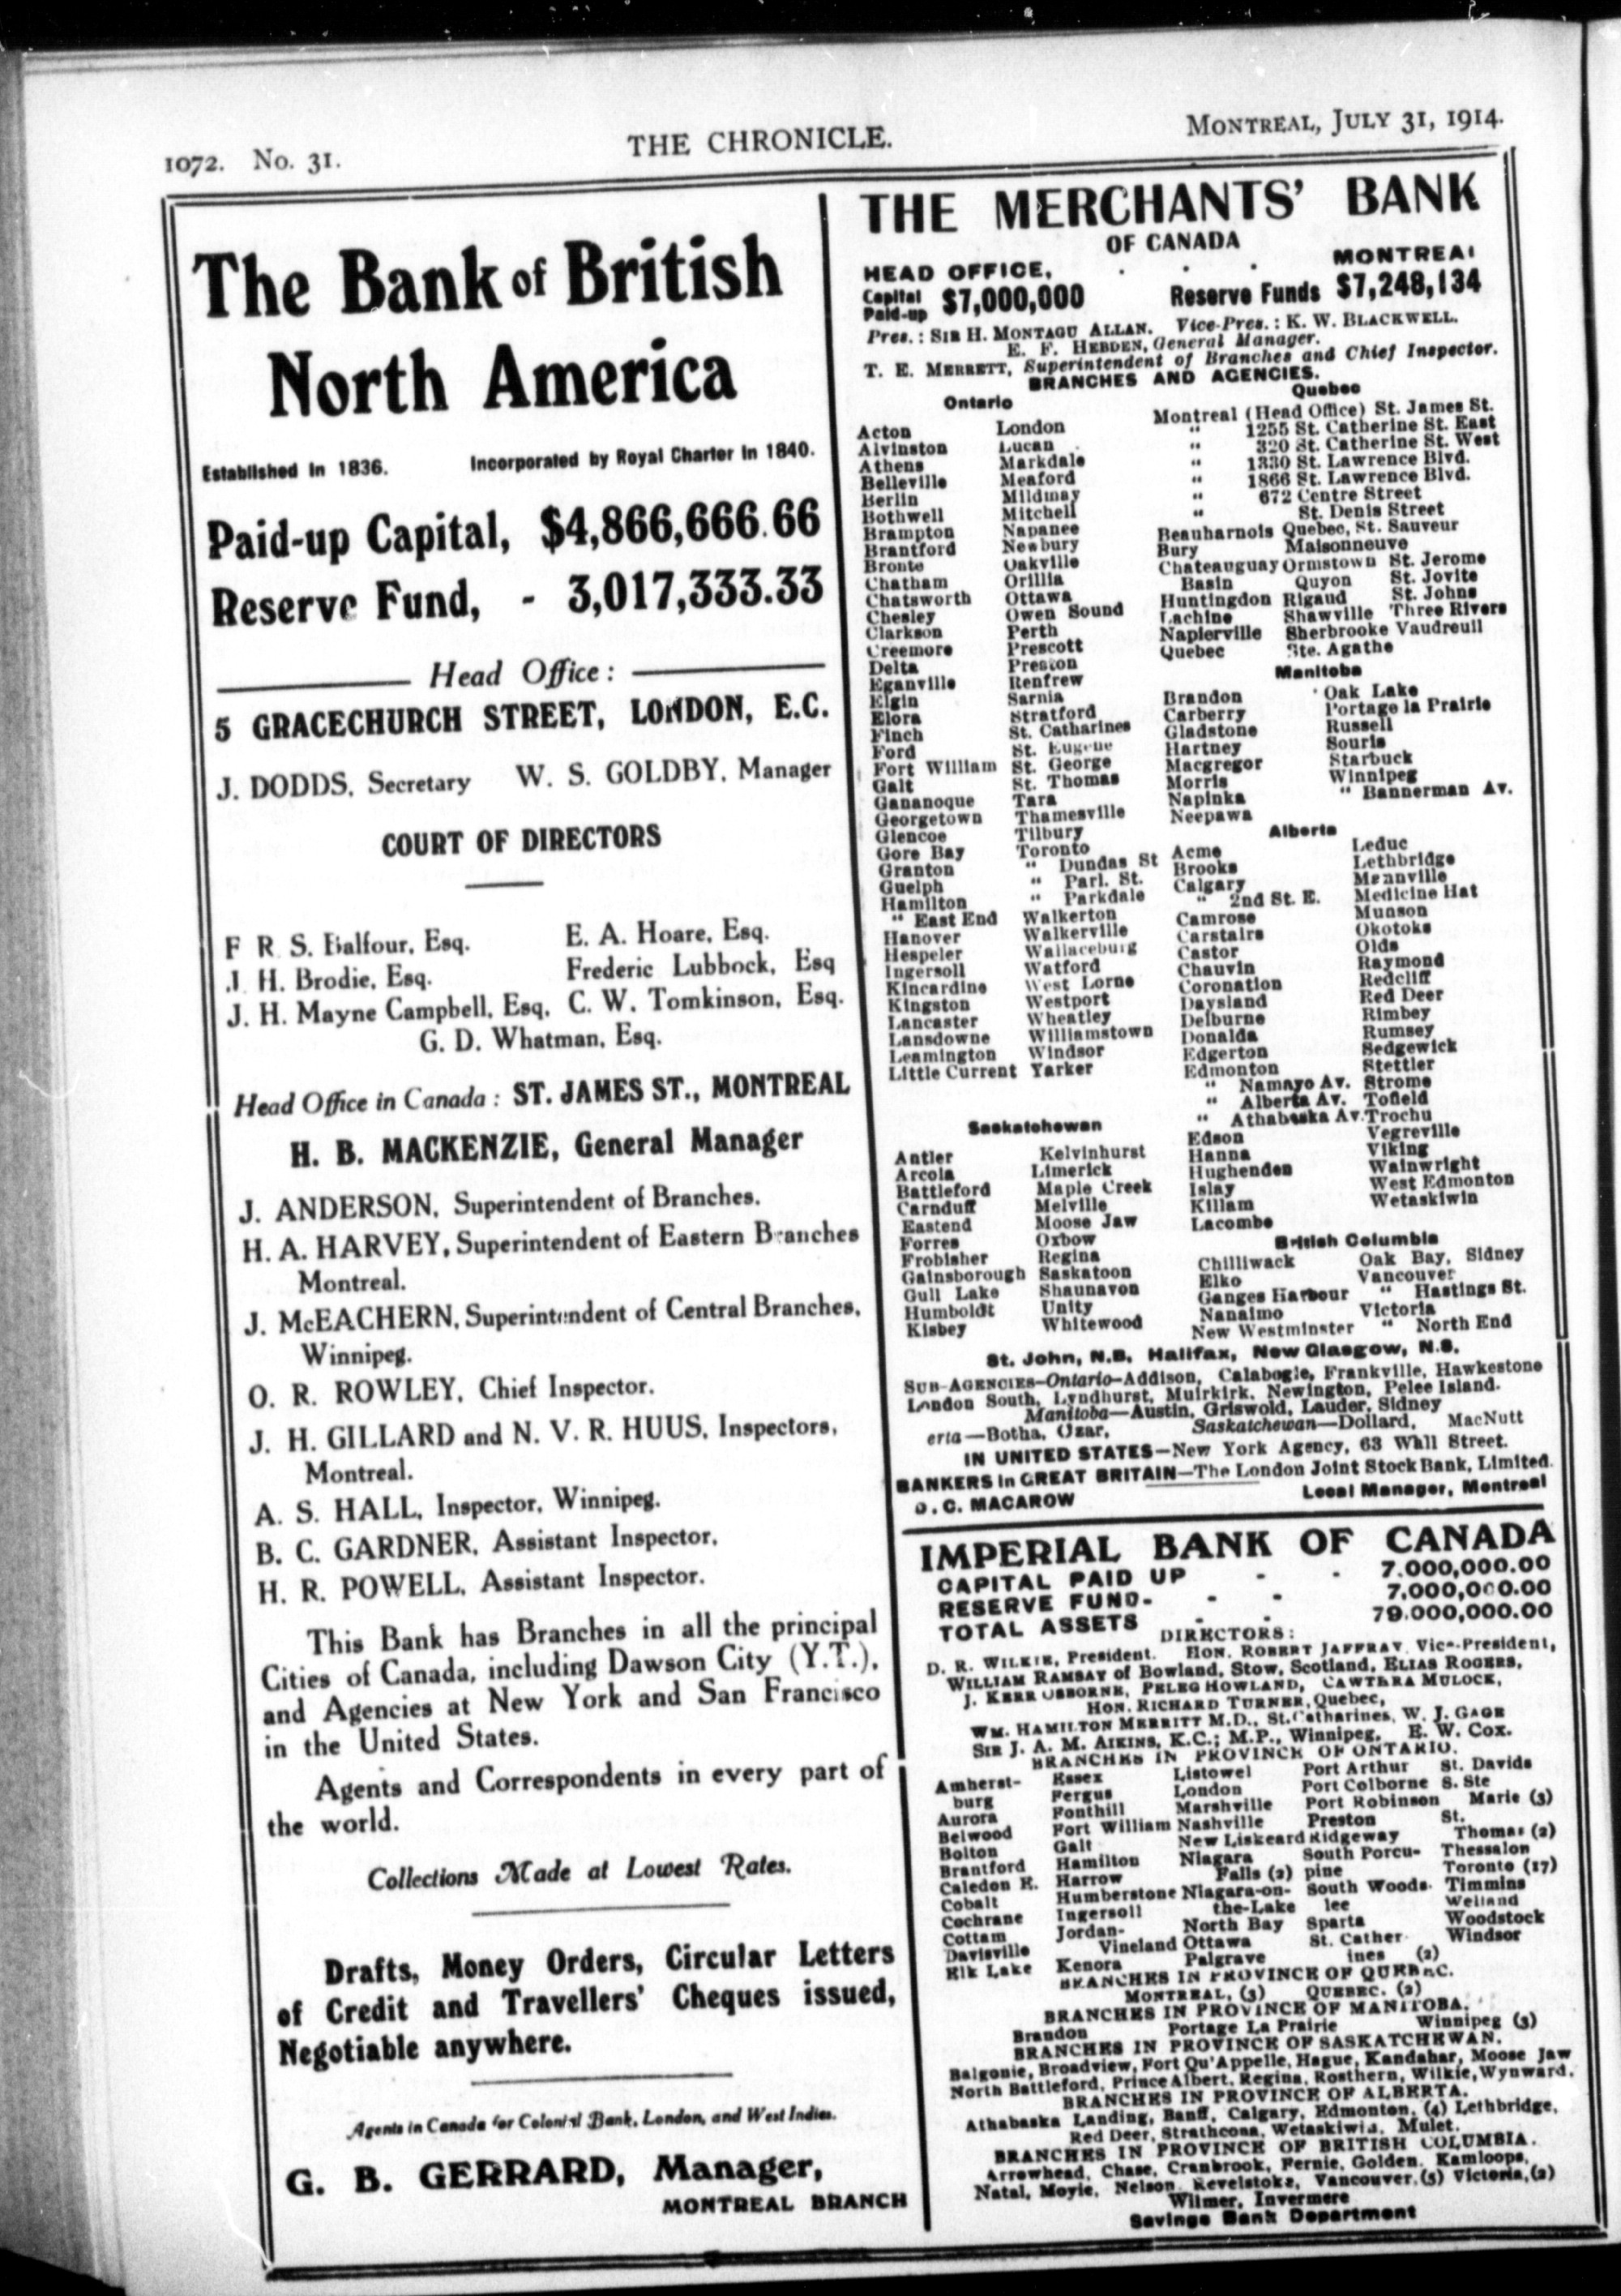 1072. No. 31.
THE CHRONICLE.
MONTREAL, JULY 31, 1914.
The Bank of British
North America
Established in 1836.
Incorporated by Royal Charter in 1840.
Paid-up Capital, $4,866,666.66
Reserve Fund, - 3,017,333.33
Head Office :
5 GRACECHURCH STREET, LONDON, E.C.
J. DODDS, Secretary W. S. GOLDBY, Manager
COURT OF DIRECTORS
F R. S. Balfour, Esq. E. A. Hoare, Esq.
J. H. Brodie, Esq. Frederic Lubbock, Esq
J. H. Mayne Campbell, Esq. C. W. Tomkinson, Esq.
G. D. Whatman, Esq.
Head Office in Canada : ST. JAMES ST., MONTREAL
H. B. MACKENZIE, General Manager
J. ANDERSON, Superintendent of Branches.
H. A. HARVEY, Superintendent of Eastern Branches
Montreal.
J. McEACHERN, Superintendent of Central Branches,
Winnipeg.
O. R. ROWLEY, Chief Inspector.
J. H. GILLARD and N. V. R. HUUS, Inspectors,
Montreal.
A. S. HALL, Inspector, Winnipeg.
B. C. GARDNER, Assistant Inspector.
H. R. POWELL, Assistant Inspector.
This Bank has Branches in all the principal
Cities of Canada, including Dawson City (Y.T.),
and Agencies at New York and San Francisco
in the United States.
Agents and Correspondents in every part of
the world.
Collections Made at Lowest Rates.
Drafts, Money Orders, Circular Letters
of Credit and Travellers' Cheques issued,
Negotiable anywhere.
Agents in Canada for Colonial Bank, London, and West Indies.
G. B. GERRARD, Manager,
MONTREAL BRANCH
THE MERCHANTS' BANK
OF CANADA
HEAD OFFICE, . . . MONTREAL
Capital Paid-up $7,000,000 Reserve Funds $7,248,134
Pres. : SIR H. MONTAGU ALLAN. Vice-Pres. : K. W. BLACKWELL.
E. F. HEBDEN, General Manager.
T. E. MERRETT, Superintendent of Branches and Chief Inspector.
BRANCHES AND AGENCIES.
Ontario
Acton London
Alvinston Lucan
Athens Markdale
Belleville Meaford
Berlin Mildmay
Bothwell Mitchell
Brampton Napanee
Brantford Newbury
Bronte Oakville
Chatham Orillia
Chatsworth Ottawa
Chesley Owen Sound
Clarkson Perth
Creemore Prescott
Delta Preston
Eganville Renfrew
Elgin Sarnia
Elora Stratford
Finch St. Catharines
Ford St. Eugene
Fort William St. George
Galt St. Thomas
Gananoque Tara
Georgetown Thamesville
Glencoe Tilbury
Gore Bay Toronto
Granton " Dundas St
Guelph " Parl. St.
Hamilton " Parkdale
" East End Walkerton
Hanover Walkerville
Hespeler Wallaceburg
Ingersoll Watford
Kincardine West Lorne
Kingston Westport
Lancaster Wheatley
Lansdowne Williamstown
Leamington Windsor
Little Current Yarker
Quebec
Montreal (Head Office) St. James St.
" 1255 St. Catherine St. East
" 320 St. Catherine St. West
" 1330 St. Lawrence Blvd.
" 1866 St. Lawrence Blvd.
" 672 Centre Street
" St. Denis Street
Beauharnois Quebec, St. Sauveur
Bury Maisonneuve
Chateauguay Ormstown St. Jerome
Basin Quyon St. Jovite
Huntingdon Rigaud St. Johns
Lachine Shawville Three Rivers
Napierville Sherbrooke Vaudreuil
Quebec Ste. Agathe
Manitoba
Brandon Oak Lake
Carberry Portage la Prairie
Gladstone Russell
Hartney Souris
Macgregor Starbuck
Morris Winnipeg
Napinka " Bannerman Av.
Neepawa
Alberta
Acme Leduc
Brooks Lethbridge
Calgary Mannville
" 2nd St. E. Medicine Hat
Camrose Munson
Carstairs Okotoks
Castor Olds
Chauvin Raymond
Coronation Redcliff
Daysland Red Deer
Delburne Rimbey
Donalda Rumsey
Edgerton Sedgewick
Edmonton Stettler
" Namayo Av. Strome
" Alberta Av. Tofield
" Athabaska Av. Trochu
Edson Vegreville
Hanna Viking
Hughenden Wainwright
Islay West Edmonton
Killam Wetaskiwin
Lacombe
Saskatchewan
Antler Kelvinhurst
Arcola Limerick
Battleford Maple Creek
Carnduff Melville
Eastend Moose Jaw
Forres Oxbow
Frobisher Regina
Gainsborough Saskatoon
Gull Lake Shaunavon
Humboldt Unity
Kisbey Whitewood
British Columbia
Chilliwack Oak Bay, Sidney
Elko Vancouver
Ganges Harbour " Hastings St.
Nanaimo Victoria
New Westminster " North End
St. John, N.B. Halifax, New Glasgow, N.S.
SUB-AGENCIES—Ontario—Addison, Calabogie, Frankville, Hawkestone
London South, Lyndhurst, Muirkirk, Newington, Pelee Island.
Manitoba—Austin, Griswold, Lauder, Sidney
erta—Botha, Czar, Saskatchewan—Dollard, MacNutt
IN UNITED STATES—New York Agency, 63 Wall Street.
BANKERS in GREAT BRITAIN—The London Joint Stock Bank, Limited.
D. C. MACAROW Local Manager, Montreal
IMPERIAL BANK OF CANADA
CAPITAL PAID UP - - 7,000,000.00
RESERVE FUND - - - 7,000,000.00
TOTAL ASSETS - - 79,000,000.00
DIRECTORS :
D. R. WILKIE, President. HON. ROBERT JAFFRAY, Vice-President,
WILLIAM RAMSAY of Bowland, Stow, Scotland, ELIAS ROGERS,
J. KERR OSBORNE, PELEG HOWLAND, CAWTHRA MULOCK,
HON. RICHARD TURNER, Quebec,
WM. HAMILTON MERRITT M.D., St. Catharines, W. J. GAGE
SIR J. A. M. AIKINS, K.C.; M.P., Winnipeg, E. W. COX.
BRANCHES IN PROVINCE OF ONTARIO.
Amherst- Essex Listowel Port Arthur St. Davids
burg Fergus London Port Colborne S. Ste
Aurora Fonthill Marshville Port Robinson Marie (3)
Belwood Fort William Nashville Preston St.
Bolton Galt New Liskeard Ridgeway Thomas (2)
Brantford Hamilton Niagara South Porcu- Thessalon
Caledon E. Harrow Falls (2) pine Toronto (17)
Cobalt Humberstone Niagara-on- South Woods- Timmins
Cochrane Ingersoll the-Lake lee Welland
Cottam Jordan- North Bay Sparta Woodstock
Davisville Vineland Ottawa St. Cather- Windsor
Elk Lake Kenora Palgrave ines (2)
BRANCHES IN PROVINCE OF QUEBEC.
MONTREAL, (3) QUEBEC. (2)
BRANCHES IN PROVINCE OF MANITOBA.
Brandon Portage La Prairie Winnipeg (3)
BRANCHES IN PROVINCE OF SASKATCHEWAN.
Balgonie, Broadview, Fort Qu'Appelle, Hague, Kandahar, Moose Jaw
North Battleford, Prince Albert, Regina, Rosthern, Wilkie, Wynward.
BRANCHES IN PROVINCE OF ALBERTA.
Athabaska Landing, Banff, Calgary, Edmonton, (4) Lethbridge,
Red Deer, Strathcona, Wetaskiwin, Mulet.
BRANCHES IN PROVINCE OF BRITISH COLUMBIA.
Arrowhead, Chase, Cranbrook, Fernie, Golden, Kamloops,
Natal, Moyie, Nelson, Revelstoke, Vancouver, (5) Victoria, (2)
Wilmer, Invermere
Savings Bank Department